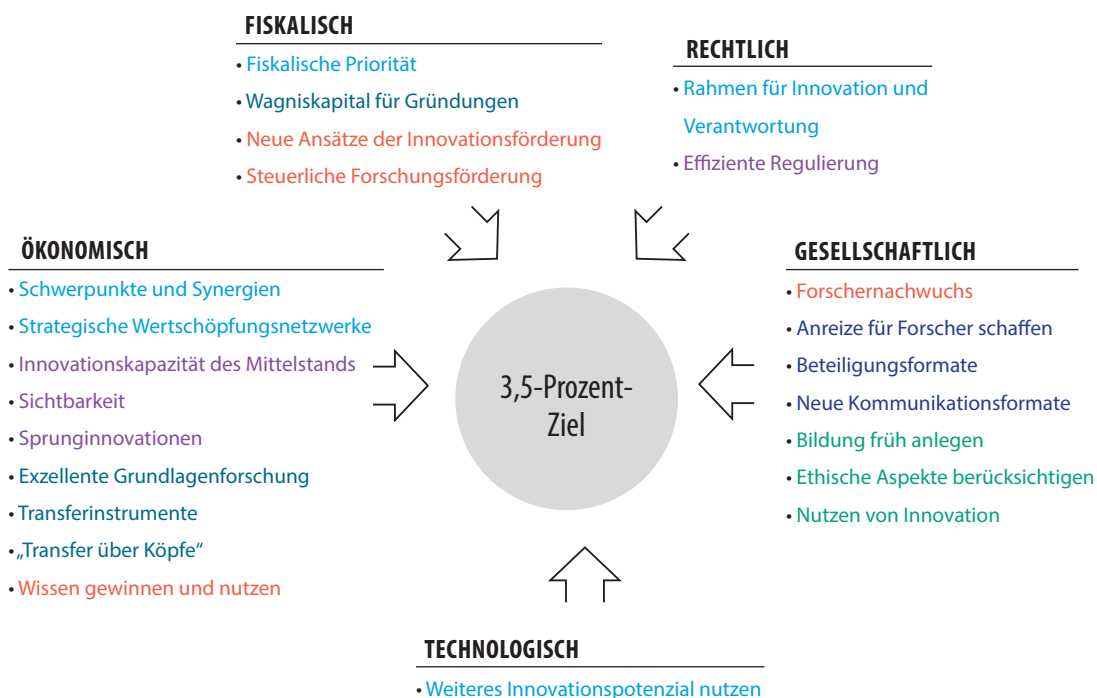 FISKALISCH
• Fiskalische Priorität
• Wagniskapital für Gründungen
• Neue Ansätze der Innovationsförderung
• Steuerliche Forschungsförderung
RECHTLICH
• Rahmen für Innovation und
Verantwortung
• Effiziente Regulierung
ÖKONOMISCH
• Schwerpunkte und Synergien
• Strategische Wertschöpfungsnetzwerke
• Innovationskapazität des Mittelstands
• Sichtbarkeit
• Sprunginnovationen
• Exzellente Grundlagenforschung
• Transferinstrumente
• „Transfer über Köpfe“
• Wissen gewinnen und nutzen
3,5-Prozent-
Ziel
GESELLSCHAFTLICH
• Forschernachwuchs
• Anreize für Forscher schaffen
• Beteiligungsformate
• Neue Kommunikationsformate
• Bildung früh anlegen
• Ethische Aspekte berücksichtigen
• Nutzen von Innovation
TECHNOLOGISCH
• Weiteres Innovationspotenzial nutzen